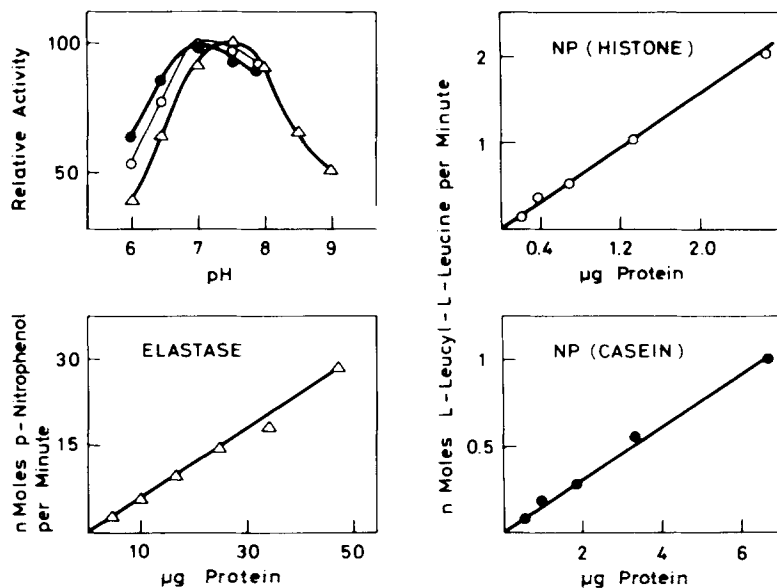 100
50
Relative Activity
6 7 8 9
pH
NP (HISTONE)
2
1
0.4 1.2 2.0
µg Protein
ELASTASE
30
15
n Moles p-Nitrophenol
per Minute
10 30 50
µg Protein
NP (CASEIN)
1
0.5
n Moles L-Leucyl-L-Leucine per Minute
2 4 6
µg Protein